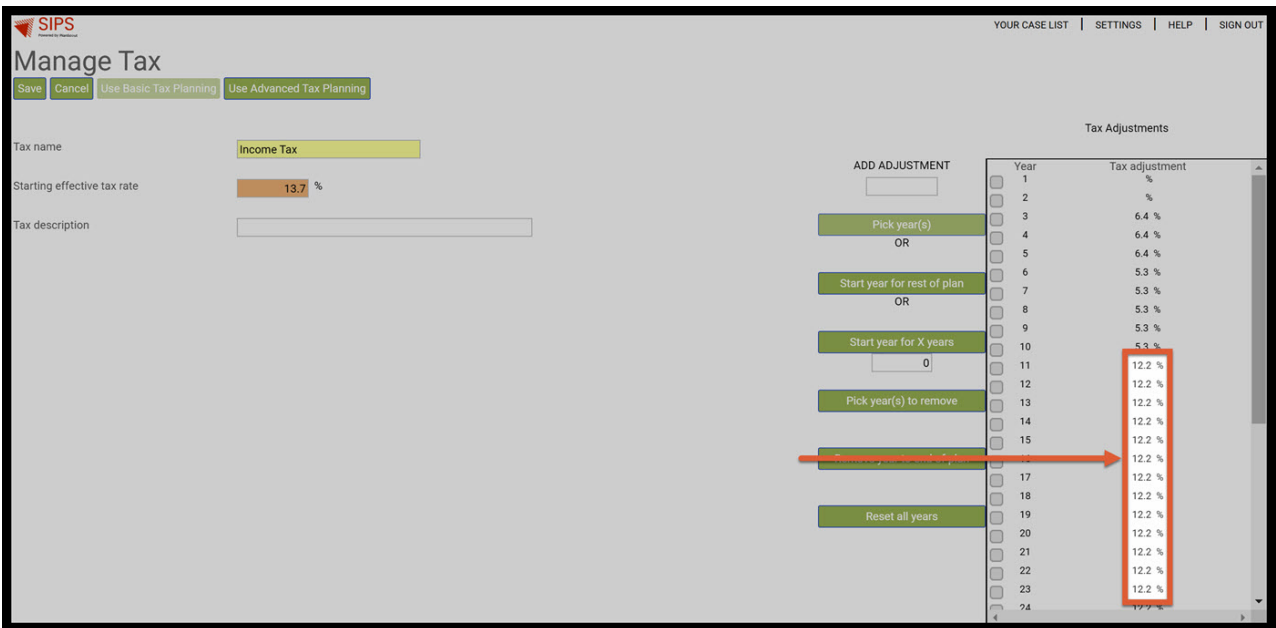 SIPS
YOUR CASE LIST | SETTINGS | HELP | SIGN OUT
Manage Tax
Save Cancel Use Basic Tax Planning Use Advanced Tax Planning
Tax Adjustments
Tax name Income Tax
ADD ADJUSTMENT
Year Tax adjustment
Starting effective tax rate 13.7 %
Tax description
Pick year(s)
OR
Start year for rest of plan
OR
Start year for X years
0
Pick year(s) to remove
Reset all years
1 %
2 %
3 6.4 %
4 6.4 %
5 6.4 %
6 5.3 %
7 5.3 %
8 5.3 %
9 5.3 %
10 5.3 %
11 12.2 %
12 12.2 %
13 12.2 %
14 12.2 %
15 12.2 %
12.2 %
17 12.2 %
18 12.2 %
19 12.2 %
20 12.2 %
21 12.2 %
22 12.2 %
23 12.2 %
24 12.2 %